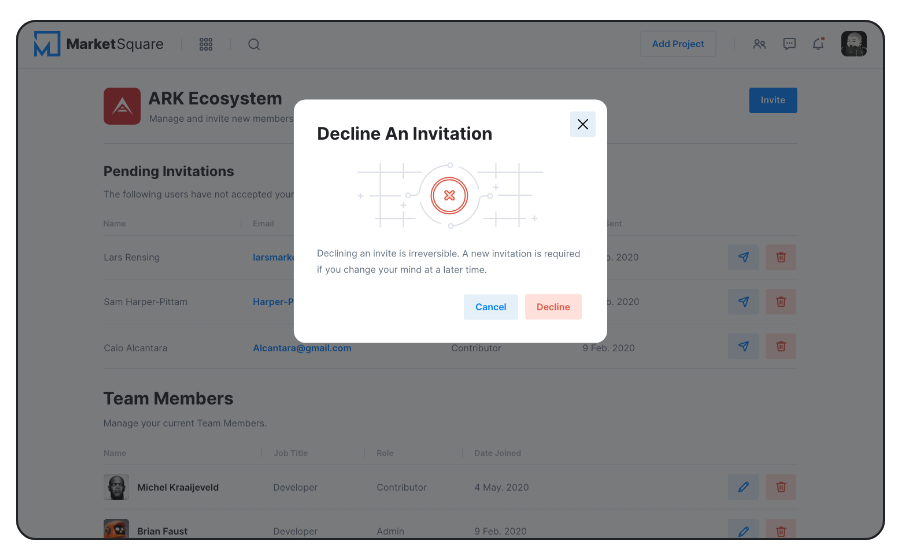 MarketSquare
Add Project
ARK Ecosystem
Manage and invite new members
Invite
Decline An Invitation
Declining an invite is irreversible. A new invitation is required
if you change your mind at a later time.
Cancel
Decline
Pending Invitations
The following users have not accepted your
Name Email
Lars Rensing 2020
Sam Harper-Pittam Harper-P 2020
Caio Alcantara Alcantara@gmail.com Contributor 9 Feb. 2020
Team Members
Manage your current Team Members.
Name Job Title Role Date Joined
Michel Kraaijeveld Developer Contributor 4 May. 2020
Brian Faust Developer Admin 9 Feb. 2020